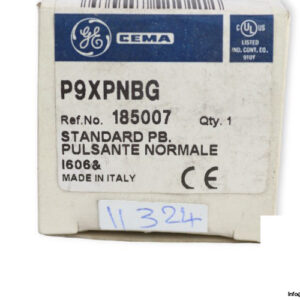 GE CEMA
C UL US
LISTED
IND. CONT. EQ.
P9XPNBG
Ref.No. 185007 Qty. 1
STANDARD PB.
PULSANTE NORMALE
I606&
MADE IN ITALY CE
11324